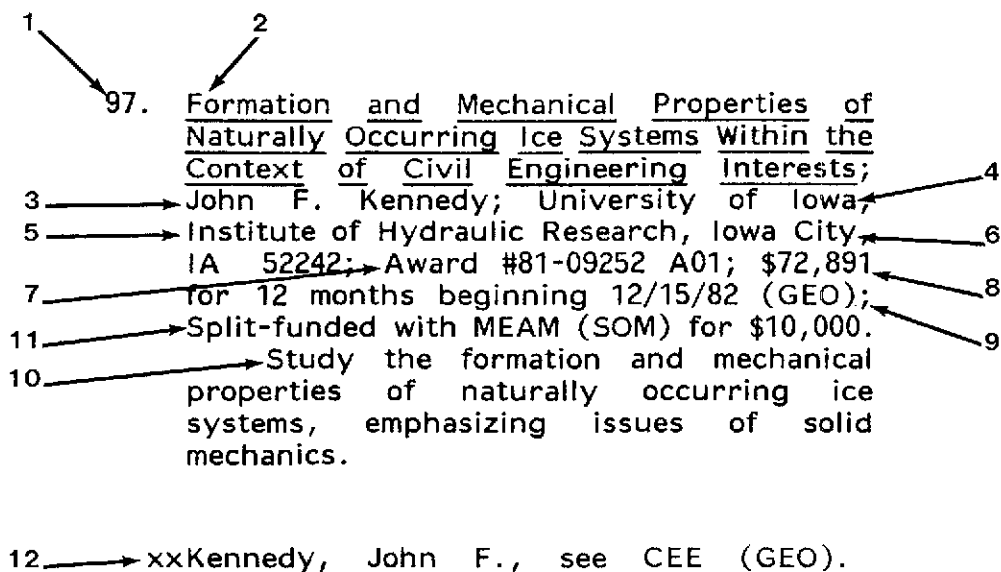 1 2
97. Formation and Mechanical Properties of
Naturally Occurring Ice Systems Within the
Context of Civil Engineering Interests;
3 John F. Kennedy; University of Iowa, 4
5 Institute of Hydraulic Research, Iowa City, 6
IA 52242; Award #81-09252 A01; $72,891
7 for 12 months beginning 12/15/82 (GEO); 8
11 Split-funded with MEAM (SOM) for $10,000. 9
10 Study the formation and mechanical
properties of naturally occurring ice
systems, emphasizing issues of solid
mechanics.
12 xxKennedy, John F., see CEE (GEO).